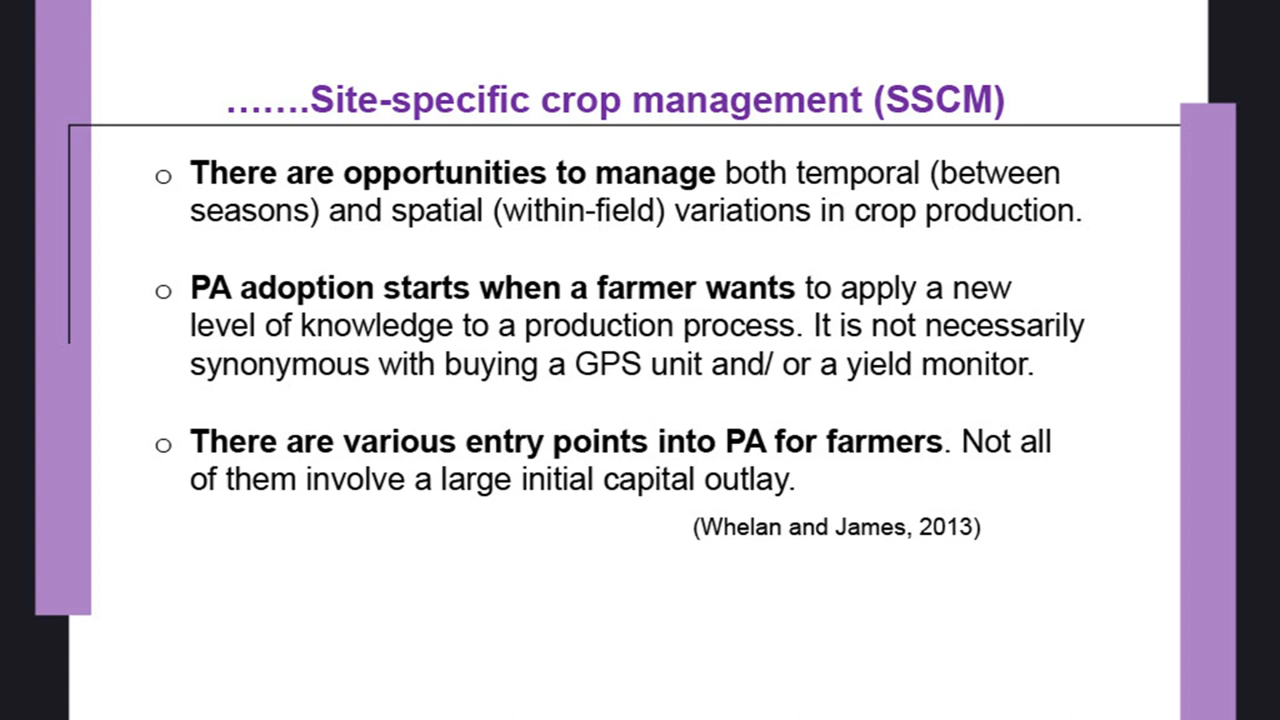 .......Site-specific crop management (SSCM)
o There are opportunities to manage both temporal (between
seasons) and spatial (within-field) variations in crop production.
o PA adoption starts when a farmer wants to apply a new
level of knowledge to a production process. It is not necessarily
synonymous with buying a GPS unit and/ or a yield monitor.
o There are various entry points into PA for farmers. Not all
of them involve a large initial capital outlay.
(Whelan and James, 2013)